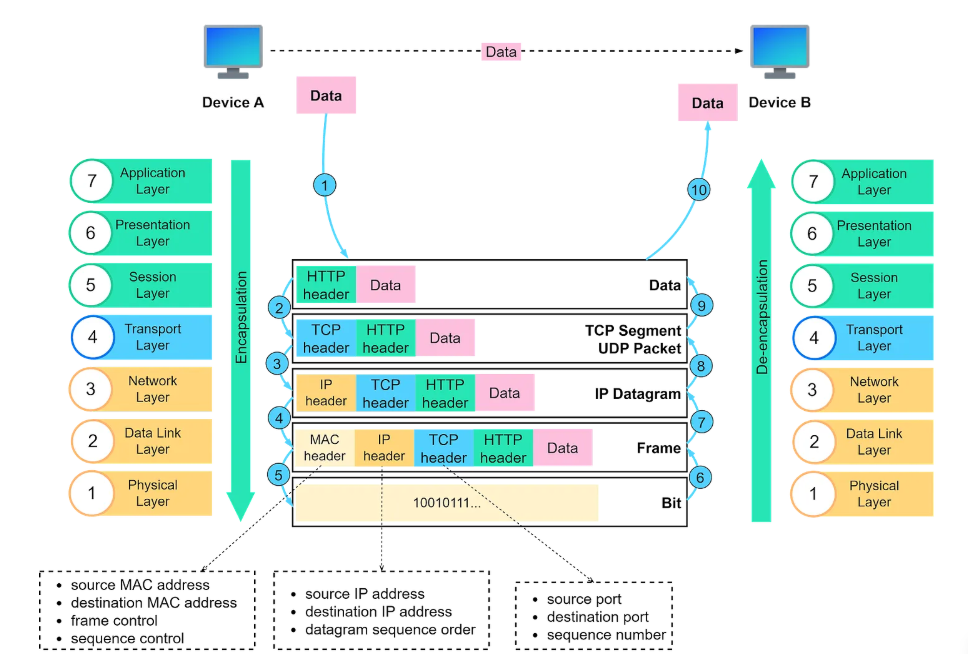 Data
Device A
Data
Data
Device B
1
10
7
Application
Layer
6
Presentation
Layer
5
Session
Layer
4
Transport
Layer
3
Network
Layer
2
Data Link
Layer
1
Physical
Layer
Encapsulation
HTTP
header
Data
Data
2
9
TCP
header
HTTP
header
Data
TCP Segment
UDP Packet
3
8
IP
header
TCP
header
HTTP
header
Data
IP Datagram
4
7
MAC
header
IP
header
TCP
header
HTTP
header
Data
Frame
5
6
10010111...
Bit
De-encapsulation
7
Application
Layer
6
Presentation
Layer
5
Session
Layer
4
Transport
Layer
3
Network
Layer
2
Data Link
Layer
1
Physical
Layer
• source MAC address
• destination MAC address
• frame control
• sequence control
• source IP address
• destination IP address
• datagram sequence order
• source port
• destination port
• sequence number